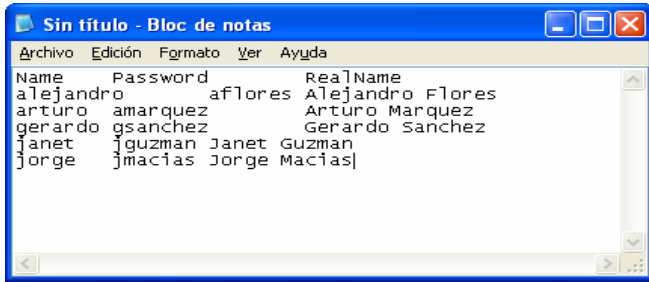 Sin título - Bloc de notas
Archivo Edición Formato Ver Ayuda
Name Password RealName
alejandro aflores Alejandro Flores
arturo amarquez Arturo Marquez
gerardo gsanchez Gerardo Sanchez
janet jguzman Janet Guzman
jorge jmacias Jorge Macias